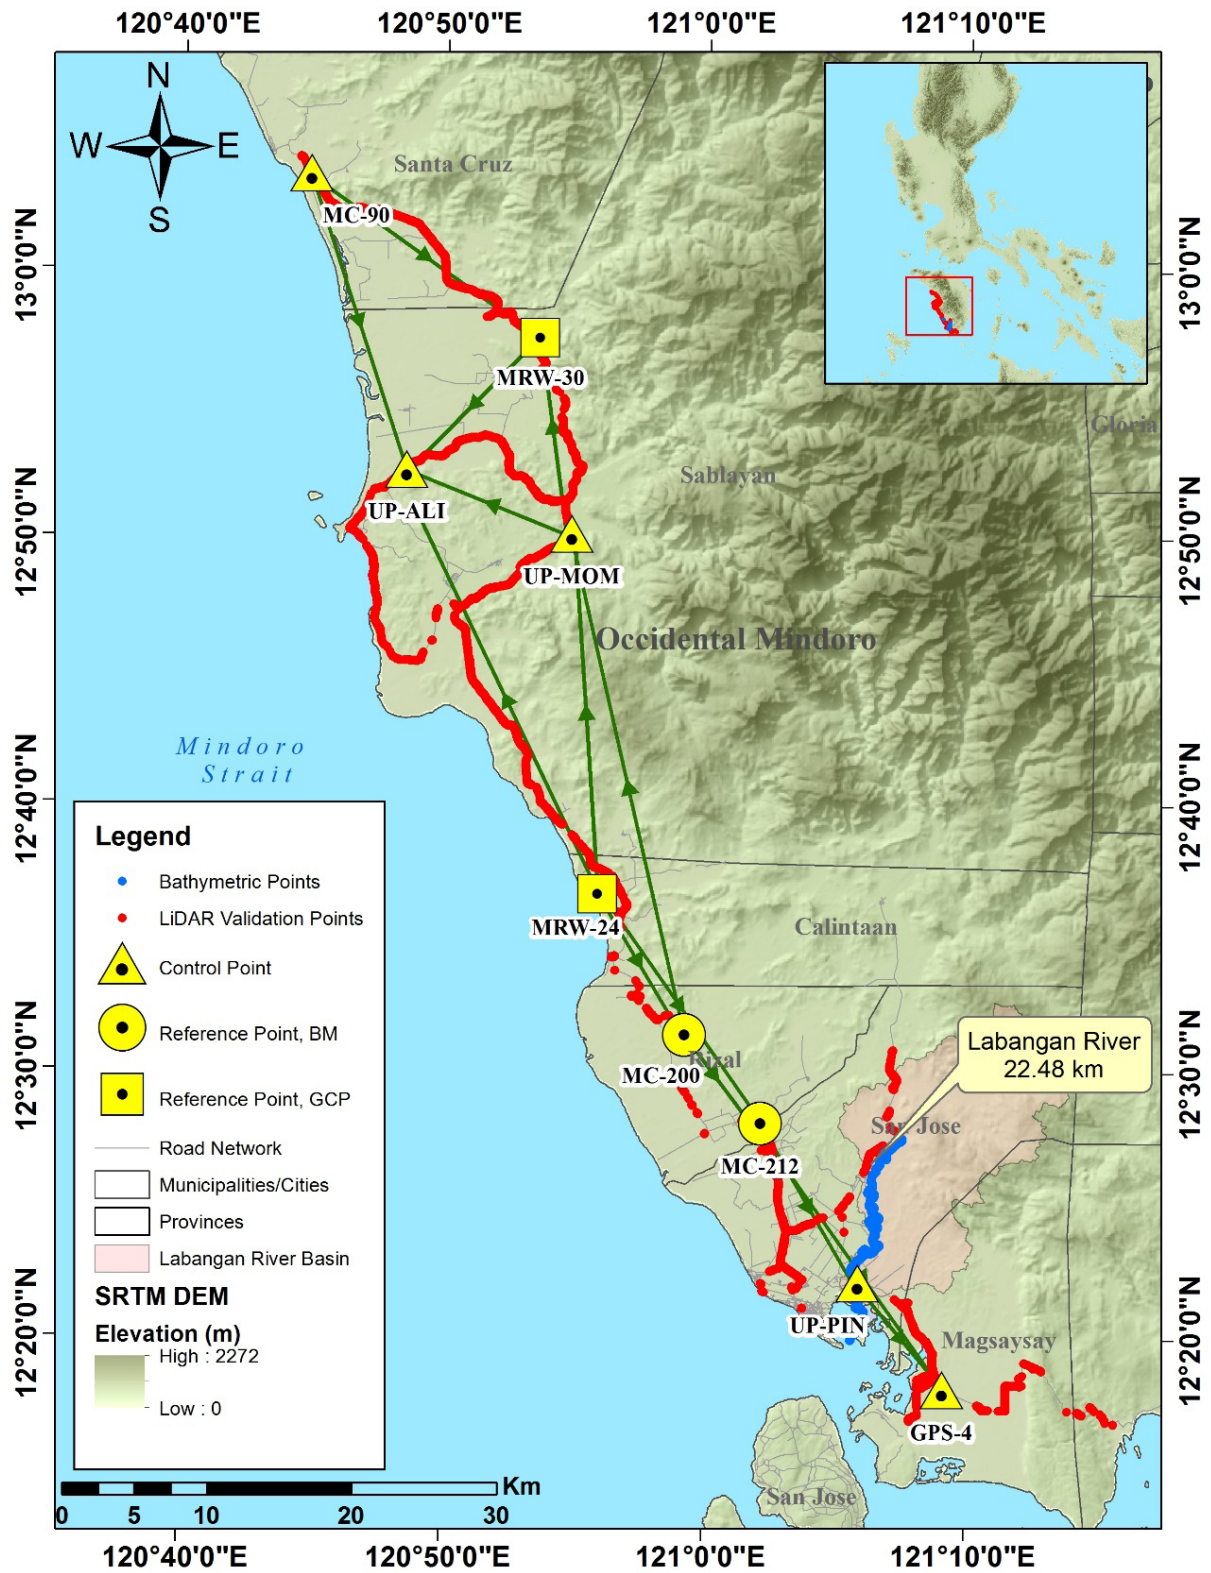 120°40'0"E
120°50'0"E
121°0'0"E
121°10'0"E
N
W
E
S
Santa Cruz
MC-90
13°0'0"N
13°0'0"N
MRW-30
Gloria
Sablayan
UP-ALI
12°50'0"N
12°50'0"N
UP-MOM
Occidental Mindoro
Mindoro
Strait
12°40'0"N
12°40'0"N
Legend
Bathymetric Points
LiDAR Validation Points
Control Point
Reference Point, BM
Reference Point, GCP
Road Network
Municipalities/Cities
Provinces
Labangan River Basin
SRTM DEM
Elevation (m)
High : 2272
Low : 0
MRW-24
Calintaan
12°30'0"N
12°30'0"N
Labangan River
22.48 km
Rizal
MC-200
San Jose
MC-212
12°20'0"N
12°20'0"N
UP-PIN
Magsaysay
GPS-4
San Jose
Km
0
5
10
20
30
120°40'0"E
120°50'0"E
121°0'0"E
121°10'0"E